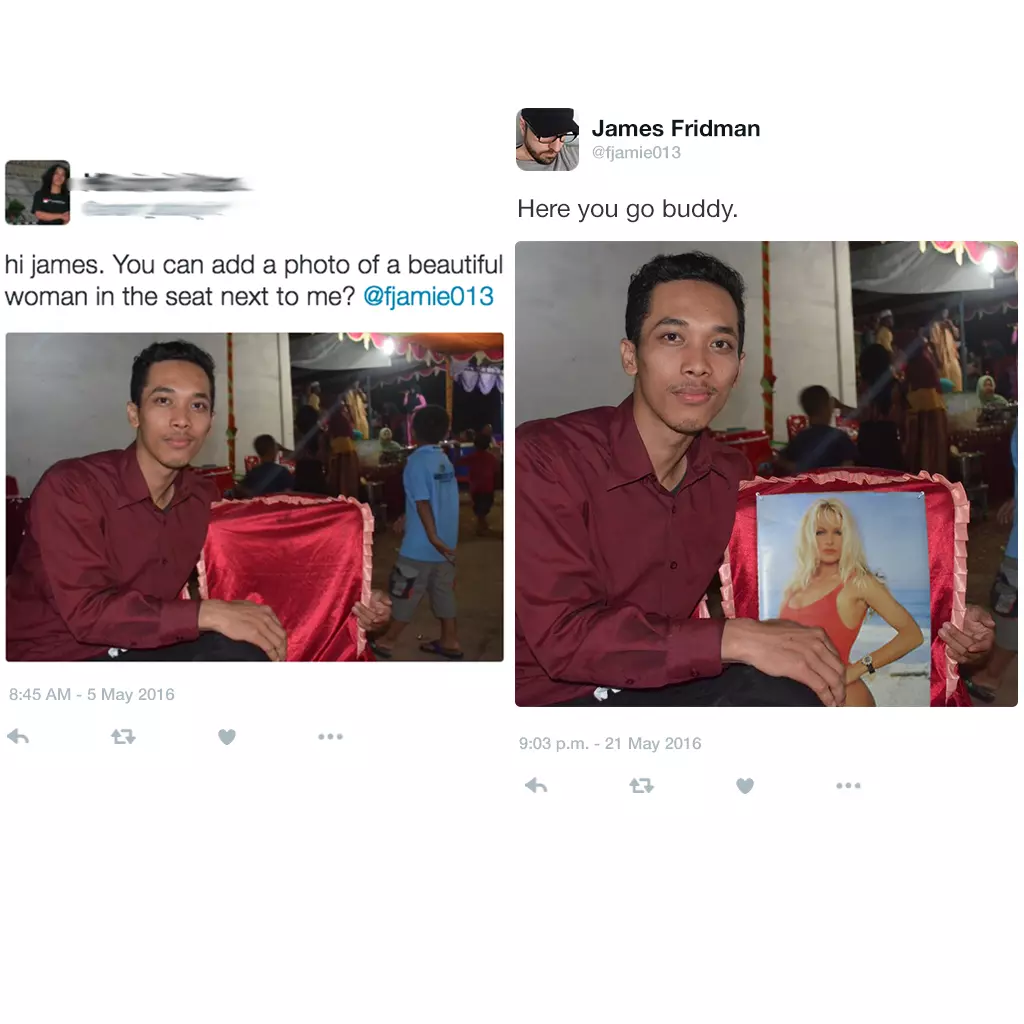 hi james. You can add a photo of a beautiful
woman in the seat next to me? @fjamie013
8:45 AM - 5 May 2016
James Fridman
@fjamie013
Here you go buddy.
9:03 p.m. - 21 May 2016